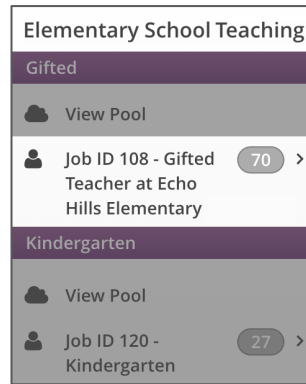 Elementary School Teaching
Gifted
View Pool
Job ID 108 - Gifted
70
Teacher at Echo
Hills Elementary
Kindergarten
View Pool
Job ID 120 -
27
Kindergarten